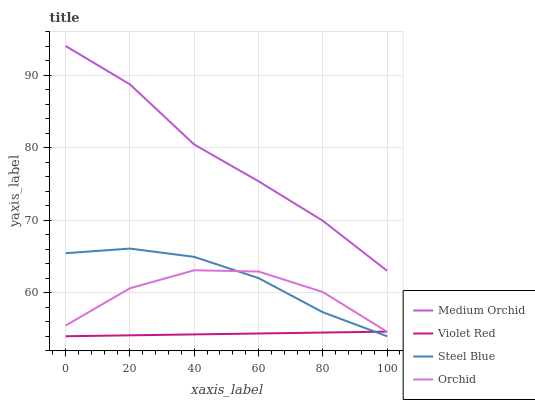 title
yaxis_label
90
80
70
60
0 20 40 60 80 100
xaxis_label
Medium Orchid
Violet Red
Steel Blue
Orchid